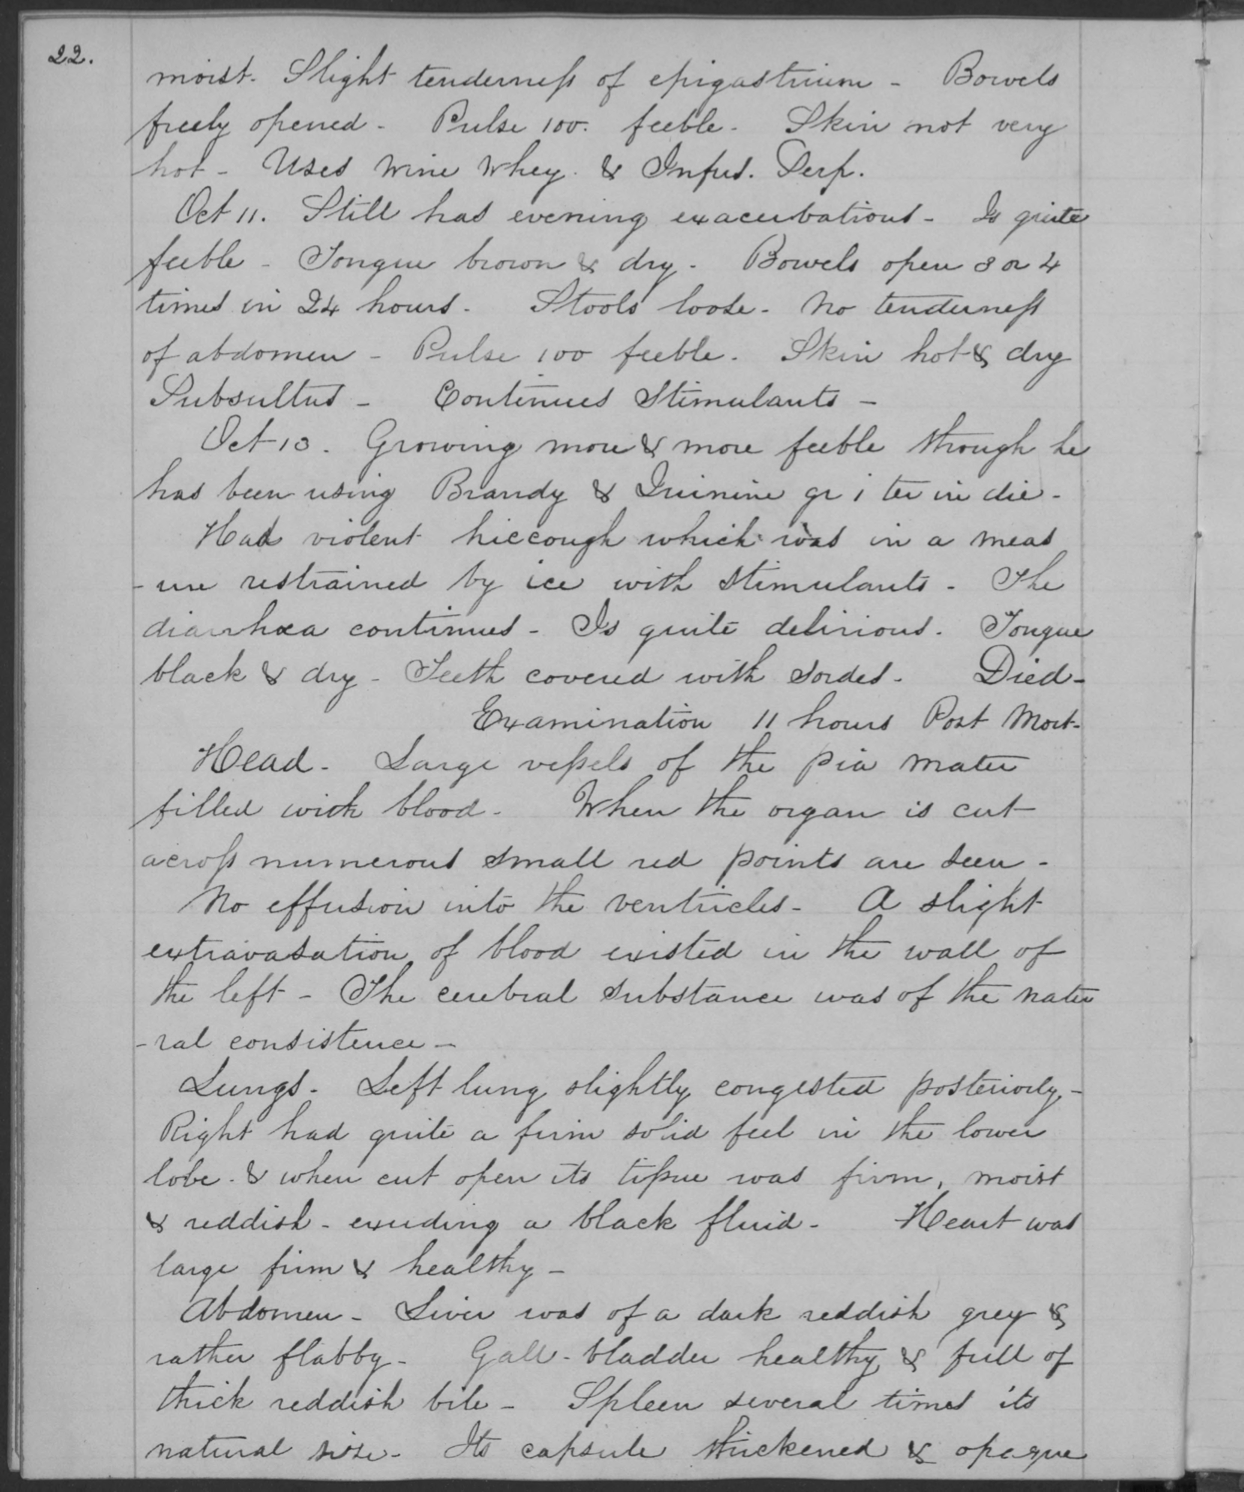 22.
moist. Slight tenderness of epigastrium - Bowels
freely opened - Pulse 100. feeble - Skin not very
hot - Uses wine whey. & Infus. Serp.
Oct 11. Still has evening exacerbations - Is quite
feeble - Tongue brown & dry - Bowels open 3 or 4
times in 24 hours - Stools loose - No tenderness
of abdomen - Pulse 100 feeble - Skin hot & dry
Subsultus - Continues Stimulants -
Oct 13. Growing more & more feeble though he
has been using Brandy & Quinine gr i ter in die -
Had violent hiccough which was in a meas
-ure restrained by ice with stimulants - The
diarrhœa continues - Is quite delirious - Tongue
black & dry - Teeth covered with sordes - Died -
Examination 11 hours Post Mort -
Head - Large vessels of the pia mater
filled with blood - When the organ is cut
across numerous small red points are seen -
No effusion into the ventricles - A slight
extravasation of blood existed in the wall of
the left - The cerebral substance was of the natu
-ral consistence -
Lungs - Left lung slightly congested posteriorly -
Right had quite a firm solid feel in the lower
lobe - & when cut open its tissue was firm, moist
& reddish - exuding a black fluid - Heart was
large firm & healthy -
Abdomen - Liver was of a dark reddish grey &
rather flabby - Gall-bladder healthy & full of
thick reddish bile - Spleen several times its
natural size - Its capsule thickened & opaque